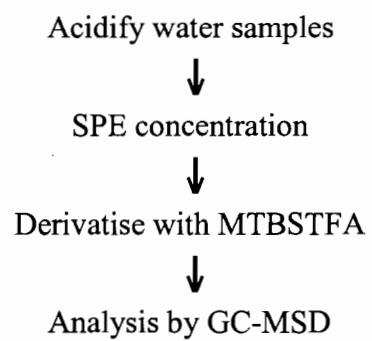 Acidify water samples
SPE concentration
Derivatise with MTBSTFA
Analysis by GC-MSD